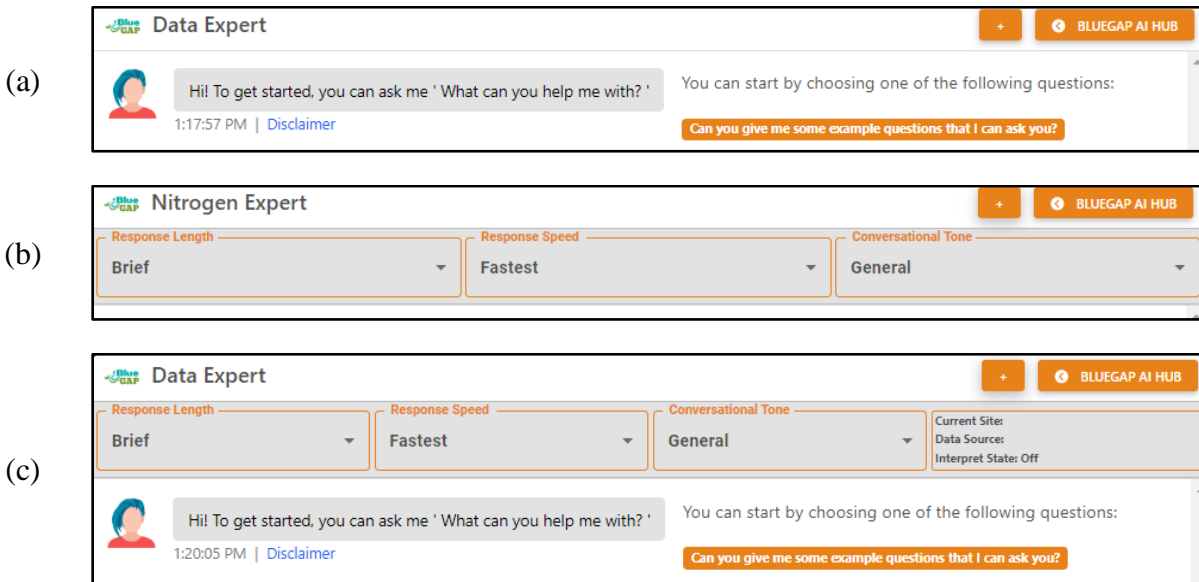 (a)
Blue GAP Data Expert + BLUEGAP AI HUB
Hi! To get started, you can ask me ' What can you help me with? '
1:17:57 PM | Disclaimer
You can start by choosing one of the following questions:
Can you give me some example questions that I can ask you?
(b)
Blue GAP Nitrogen Expert + BLUEGAP AI HUB
Response Length Response Speed Conversational Tone
Brief Fastest General
(c)
Blue GAP Data Expert + BLUEGAP AI HUB
Response Length Response Speed Conversational Tone
Brief Fastest General
Current Site:
Data Source:
Interpret State: Off
Hi! To get started, you can ask me ' What can you help me with? '
1:20:05 PM | Disclaimer
You can start by choosing one of the following questions:
Can you give me some example questions that I can ask you?